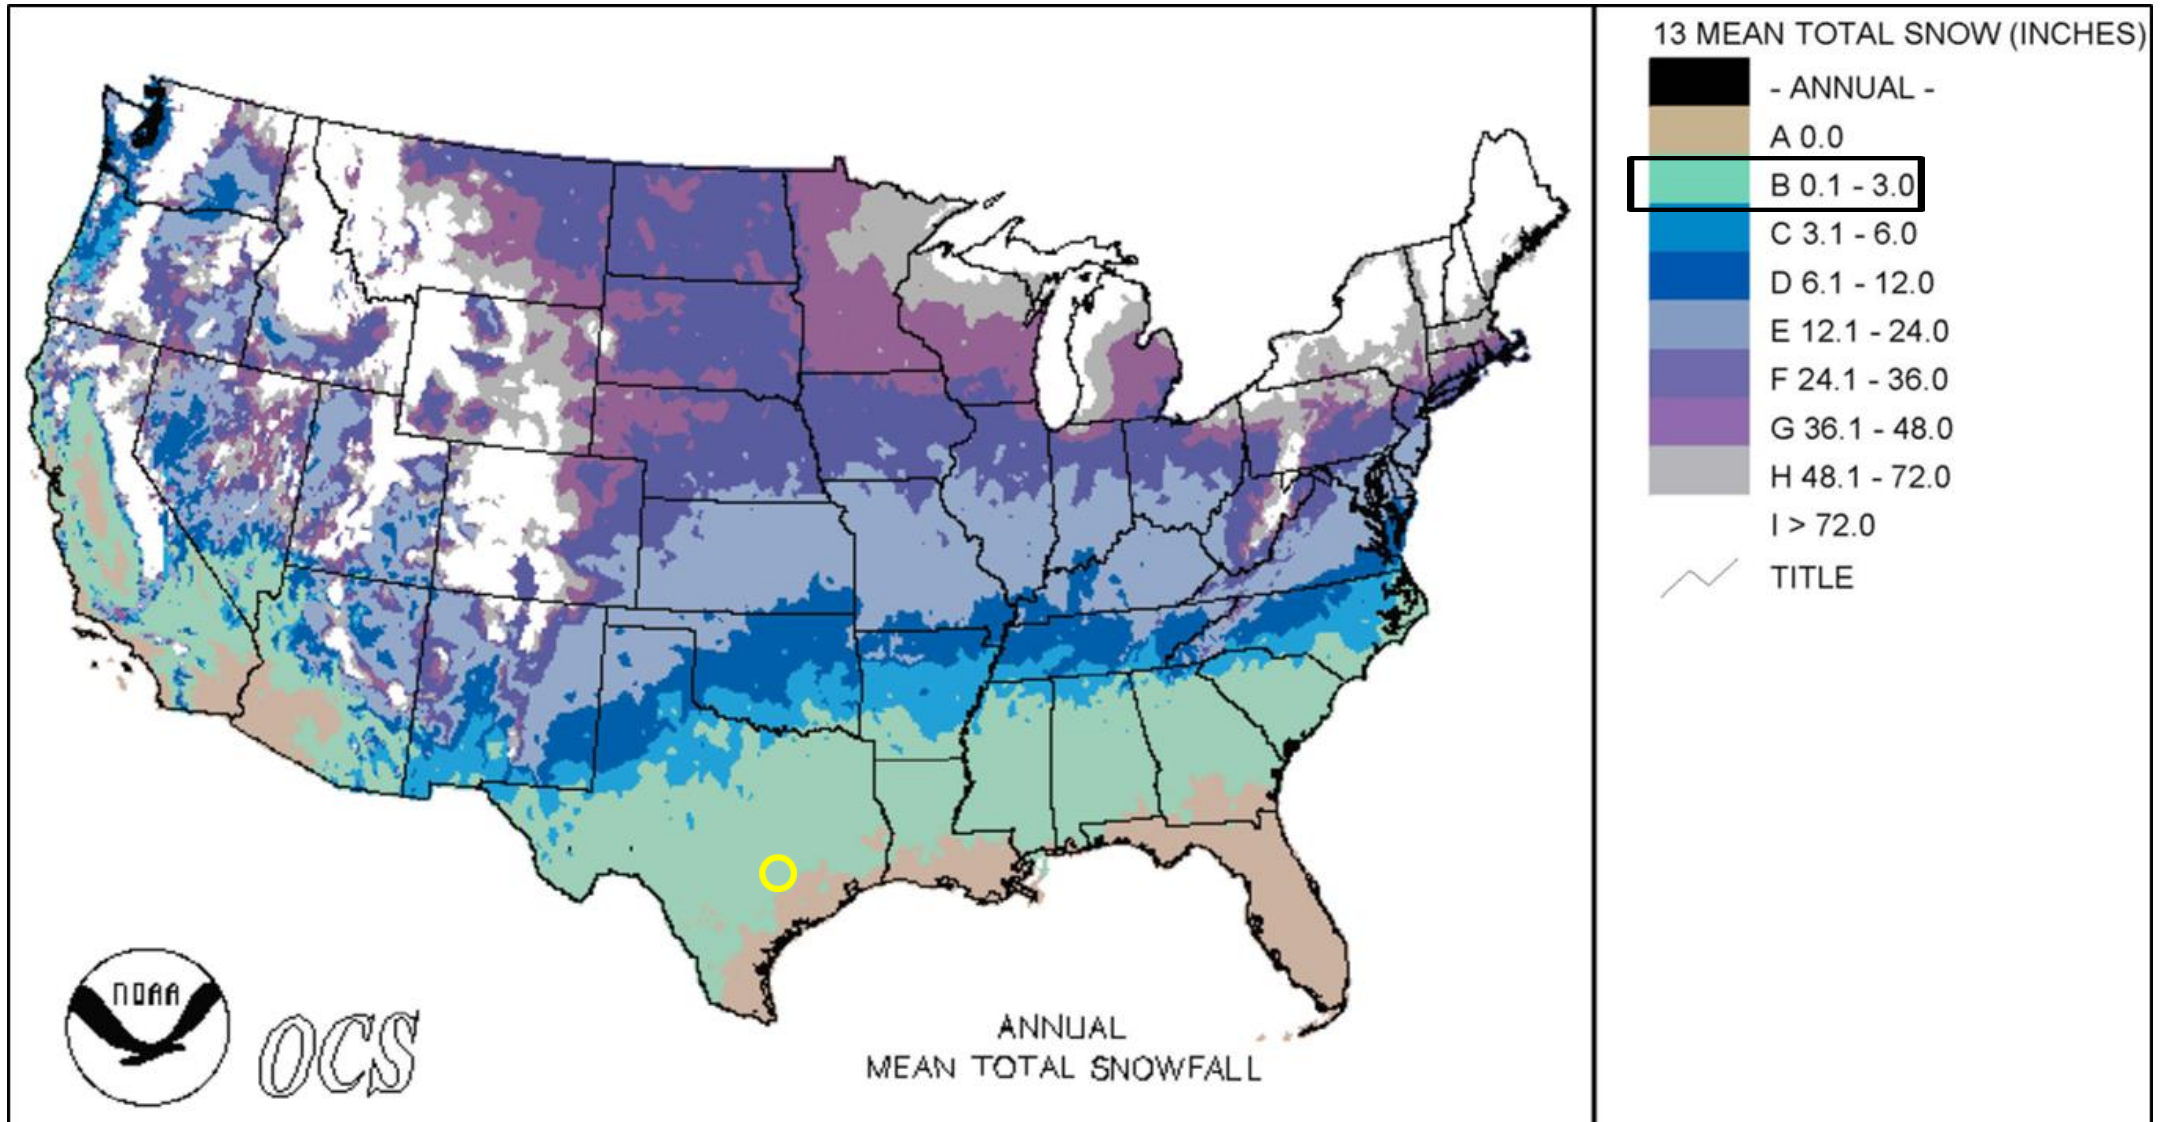 13 MEAN TOTAL SNOW (INCHES)
- ANNUAL -
A 0.0
B 0.1 - 3.0
C 3.1 - 6.0
D 6.1 - 12.0
E 12.1 - 24.0
F 24.1 - 36.0
G 36.1 - 48.0
H 48.1 - 72.0
I > 72.0
TITLE
NOAA
OCS
ANNUAL
MEAN TOTAL SNOWFALL